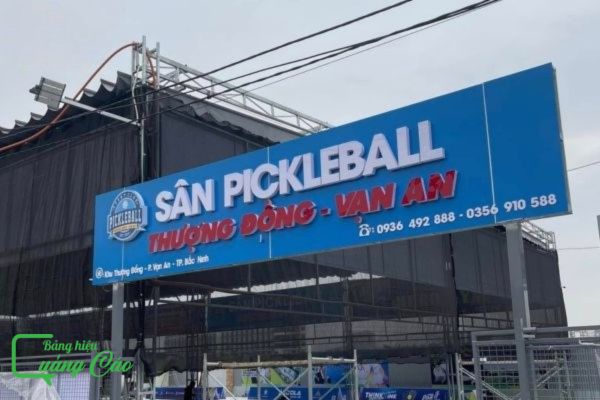 PICKLEBALL
SÂN PICKLEBALL
THƯỢNG ĐỒNG - VẠN AN
Khu Thượng Đồng - P. Vạn An - TP. Bắc Ninh
: 0936 492 888 - 0356 910 588
Bảng hiệu
Quảng Cáo
THINK